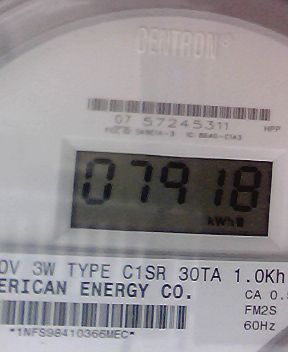 CENTRON®
07 57245311
HPP
07918
kWh
0V 3W TYPE C1SR 30TA 1.0Kh
ERICAN ENERGY CO.
CA 0.
FM2S
60Hz
*1NFS98410366MEC*